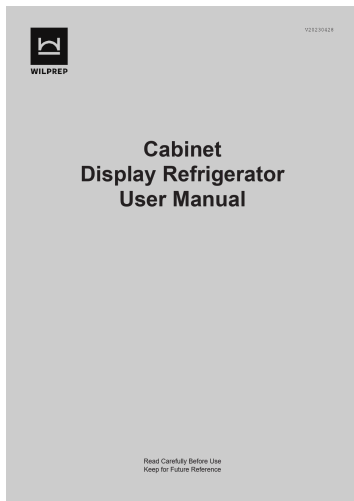 V20230428
WILPREP
Cabinet
Display Refrigerator
User Manual
Read Carefully Before Use
Keep for Future Reference